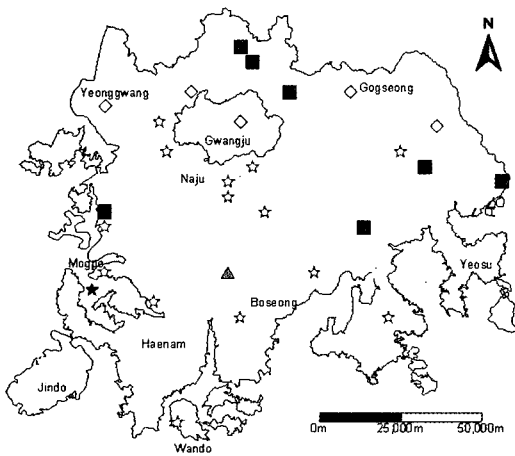 N
Yeonggwang
Gogseong
Gwangju
Naju
Mogpo
Yeosu
Boseong
Haenam
Jindo
Wando
0m 25,000m 50,000m